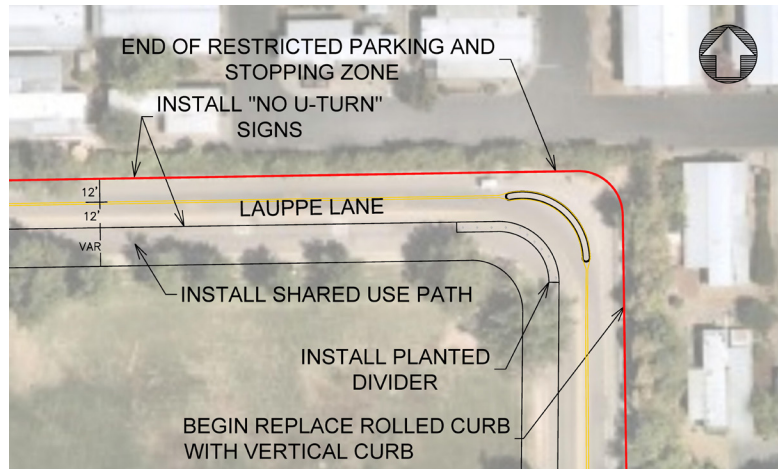 END OF RESTRICTED PARKING AND
STOPPING ZONE
INSTALL "NO U-TURN"
SIGNS
12'
12'
LAUPPE LANE
VAR
INSTALL SHARED USE PATH
INSTALL PLANTED
DIVIDER
BEGIN REPLACE ROLLED CURB
WITH VERTICAL CURB